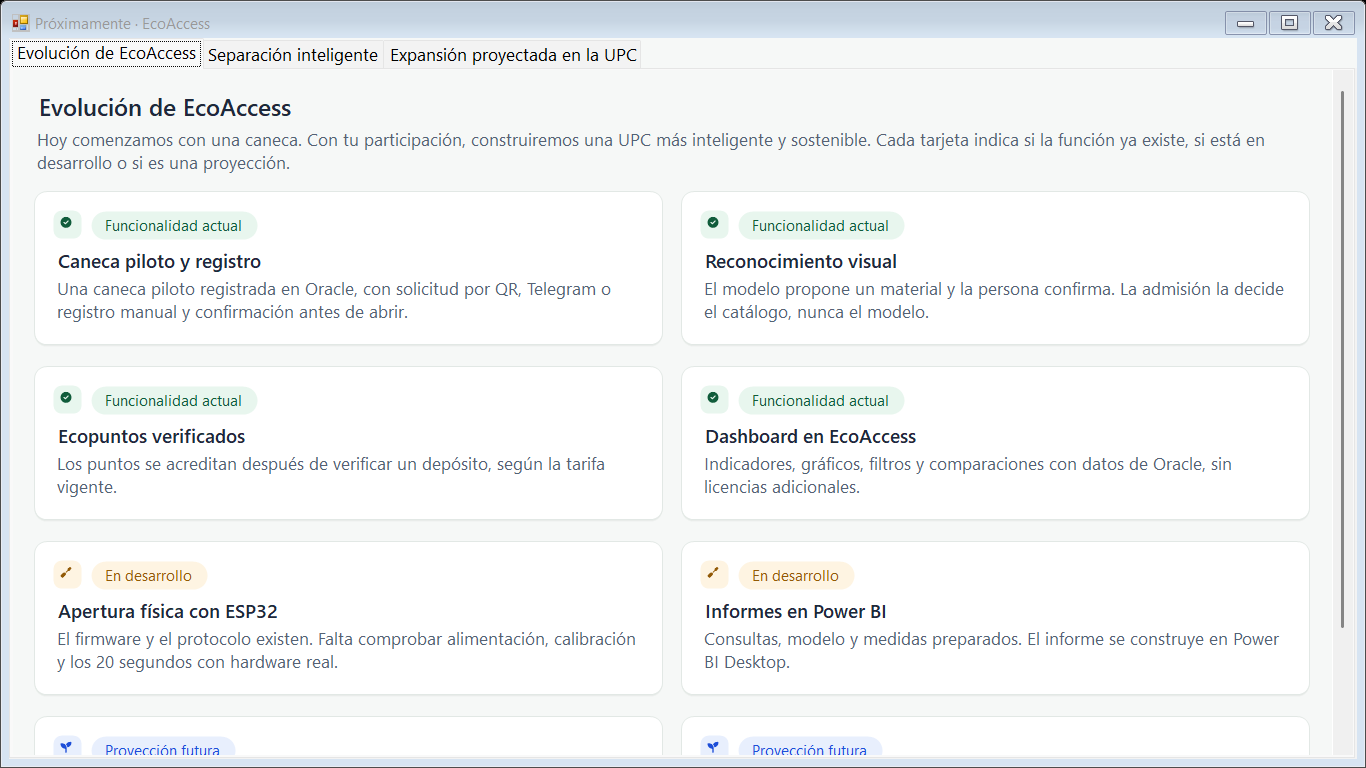 Próximamente · EcoAccess
Evolución de EcoAccess Separación inteligente Expansión proyectada en la UPC
Evolución de EcoAccess
Hoy comenzamos con una caneca. Con tu participación, construiremos una UPC más inteligente y sostenible. Cada tarjeta indica si la función ya existe, si está en
desarrollo o si es una proyección.
Funcionalidad actual
Caneca piloto y registro
Una caneca piloto registrada en Oracle, con solicitud por QR, Telegram o
registro manual y confirmación antes de abrir.
Funcionalidad actual
Reconocimiento visual
El modelo propone un material y la persona confirma. La admisión la decide
el catálogo, nunca el modelo.
Funcionalidad actual
Ecopuntos verificados
Los puntos se acreditan después de verificar un depósito, según la tarifa
vigente.
Funcionalidad actual
Dashboard en EcoAccess
Indicadores, gráficos, filtros y comparaciones con datos de Oracle, sin
licencias adicionales.
En desarrollo
Apertura física con ESP32
El firmware y el protocolo existen. Falta comprobar alimentación, calibración
y los 20 segundos con hardware real.
En desarrollo
Informes en Power BI
Consultas, modelo y medidas preparados. El informe se construye en Power
BI Desktop.
Proyección futura
Proyección futura